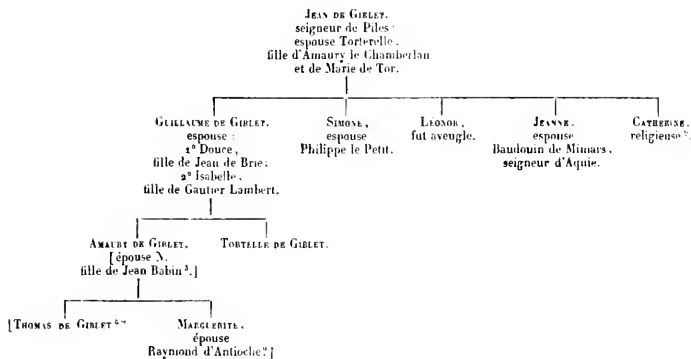 JEAN DE GIBLET,
seigneur de Piles
espouse Torterelle,
fille d'Amaury le Chamberlan
et de Marie de Tor.
GUILLAUME DE GIBLET,
espouse :
1° Douce,
fille de Jean de Brie;
2° Isabelle,
fille de Gautier Lambert.
SIMONE,
espouse
Philippe le Petit.
LÉONOR,
fut aveugle.
JEANNE,
espouse
Baudouin de Mimars,
seigneur d'Aquie.
CATHERINE,
religieuse
AMAURY DE GIBLET,
[épouse N.
fille de Jean Babin³.]
TORTELLE DE GIBLET.
[THOMAS DE GIBLET
MARGUERITE,
épouse
Raymond d'Antioche